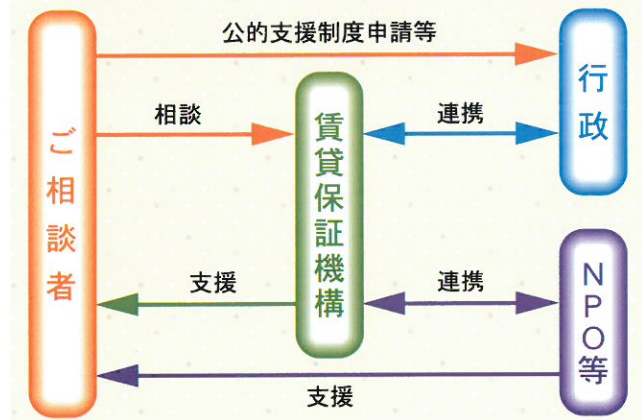 公的支援制度申請等
行政
相談
連携
ご相談者
賃貸保証機構
支援
連携
NPO等
支援